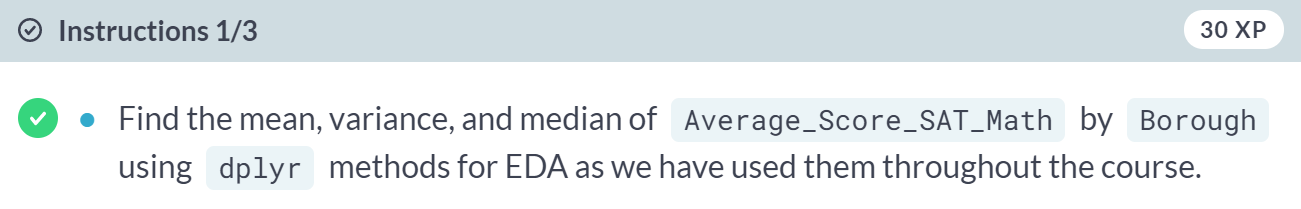 Instructions 1/3 30 XP
Find the mean, variance, and median of Average_Score_SAT_Math by Borough
using dplyr methods for EDA as we have used them throughout the course.